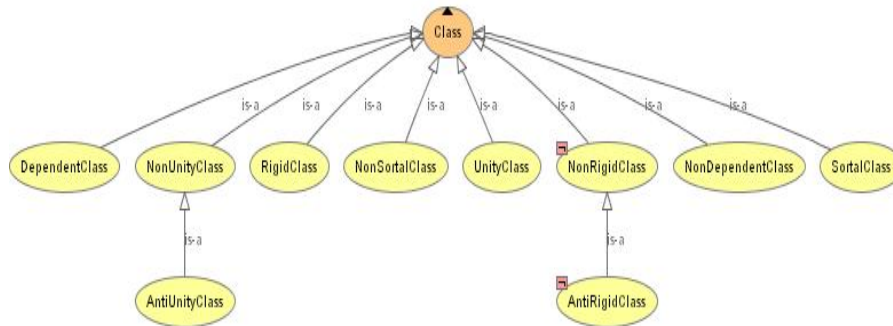 Class
is-a is-a is-a is-a is-a is-a is-a is-a
DependentClass NonUnityClass RigidClass NonSortalClass UnityClass NonRigidClass NonDependentClass SortalClass
is-a is-a
AntiUnityClass AntiRigidClass